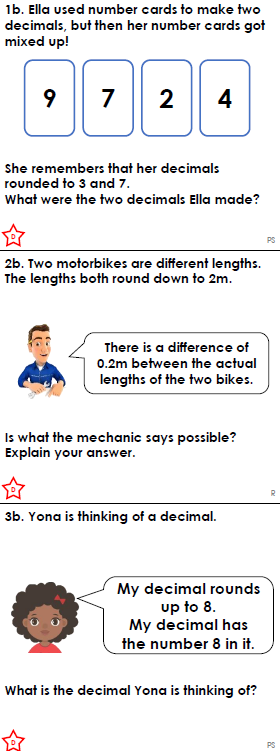 1b. Ella used number cards to make two
decimals, but then her number cards got
mixed up!
9 7 2 4
She remembers that her decimals
rounded to 3 and 7.
What were the two decimals Ella made?
D
PS
2b. Two motorbikes are different lengths.
The lengths both round down to 2m.
There is a difference of
0.2m between the actual
lengths of the two bikes.
Is what the mechanic says possible?
Explain your answer.
D
R
3b. Yona is thinking of a decimal.
My decimal rounds
up to 8.
My decimal has
the number 8 in it.
What is the decimal Yona is thinking of?
D
PS